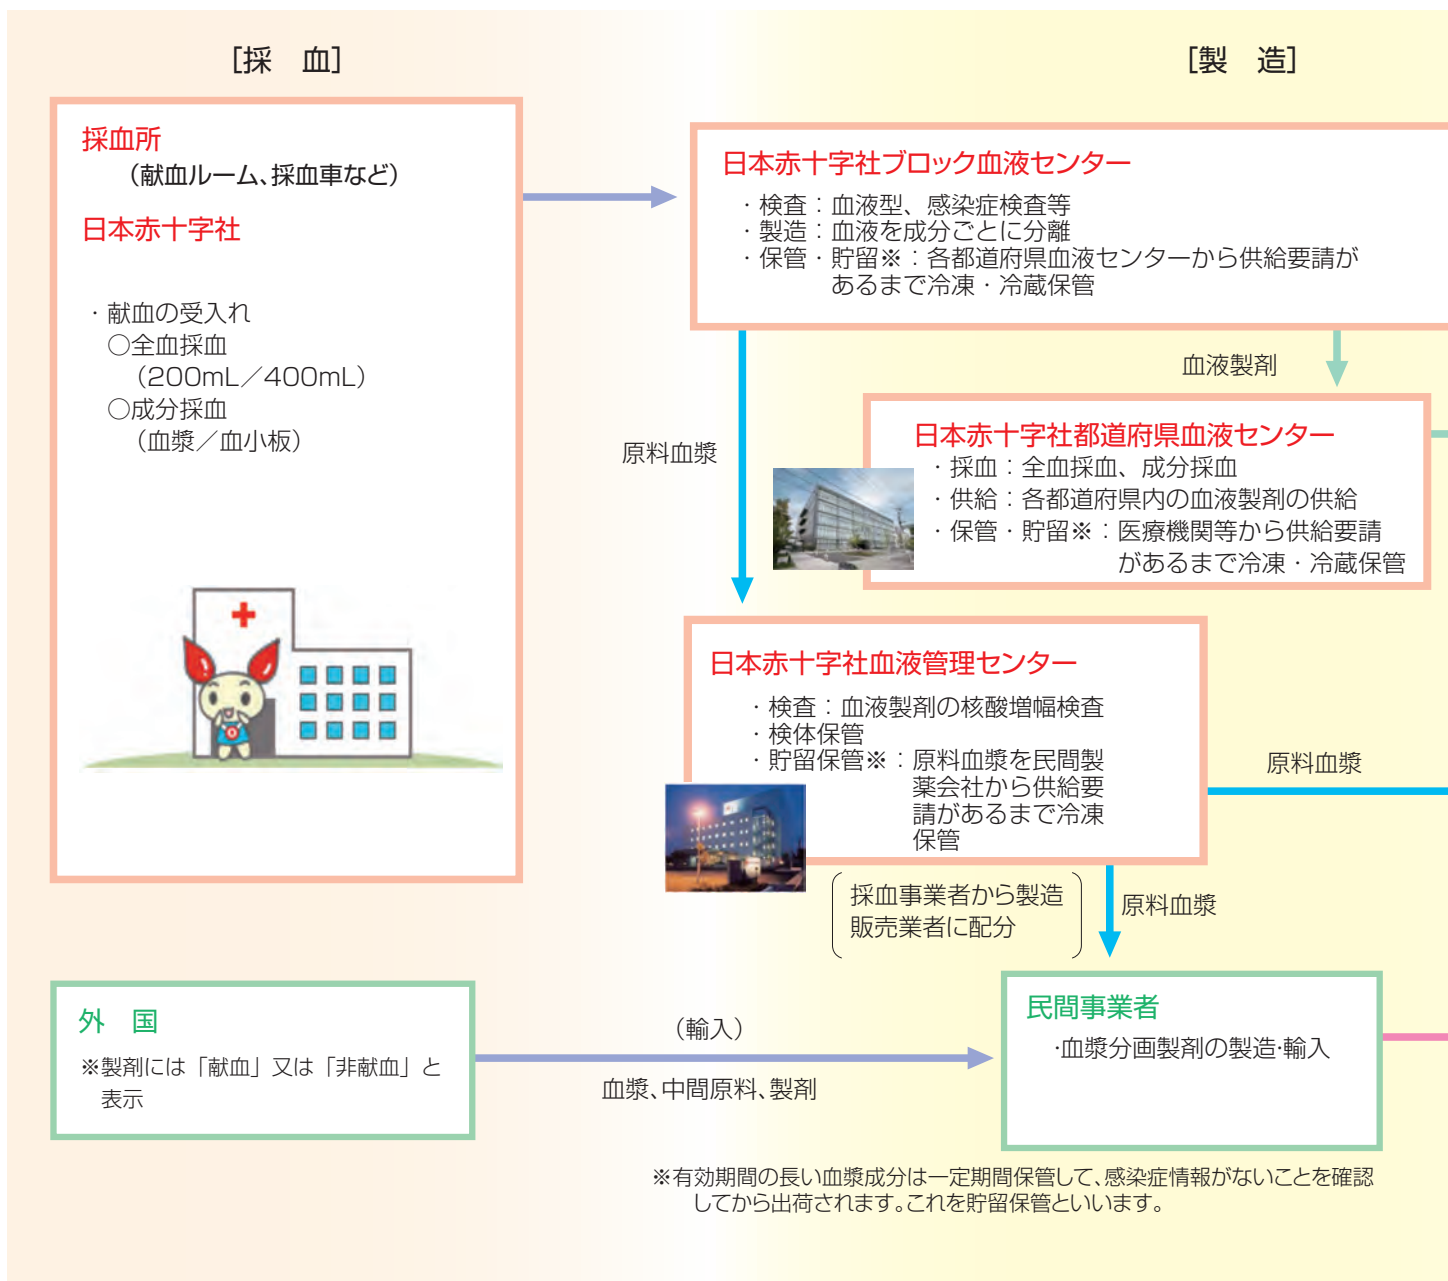 [採　血]
採血所
（献血ルーム、採血車など）
日本赤十字社
・献血の受入れ
○全血採血
（200mL／400mL）
○成分採血
（血漿／血小板）
外　国
※製剤には「献血」又は「非献血」と
表示
[製　造]
日本赤十字社ブロック血液センター
・検査：血液型、感染症検査等
・製造：血液を成分ごとに分離
・保管・貯留※：各都道府県血液センターから供給要請が
あるまで冷凍・冷蔵保管
血液製剤
原料血漿
日本赤十字社都道府県血液センター
・採血：全血採血、成分採血
・供給：各都道府県内の血液製剤の供給
・保管・貯留※：医療機関等から供給要請
があるまで冷凍・冷蔵保管
日本赤十字社血液管理センター
・検査：血液製剤の核酸増幅検査
・検体保管
・貯留保管※：原料血漿を民間製
薬会社から供給要
請があるまで冷凍
保管
原料血漿
採血事業者から製造
販売業者に配分
原料血漿
（輸入）
血漿、中間原料、製剤
民間事業者
・血漿分画製剤の製造・輸入
※有効期間の長い血漿成分は一定期間保管して、感染症情報がないことを確認
してから出荷されます。これを貯留保管といいます。